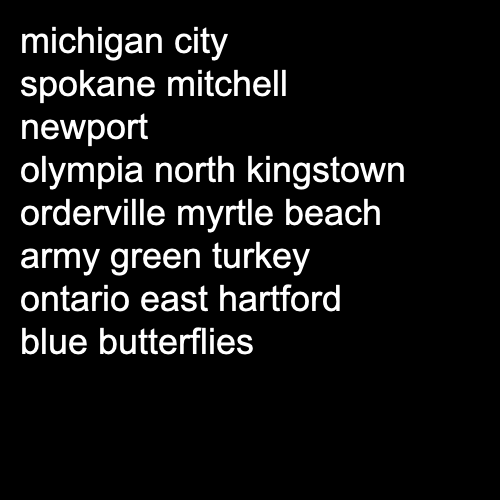 michigan city
spokane mitchell
newport
olympia north kingstown
orderville myrtle beach
army green turkey
ontario east hartford
blue butterflies